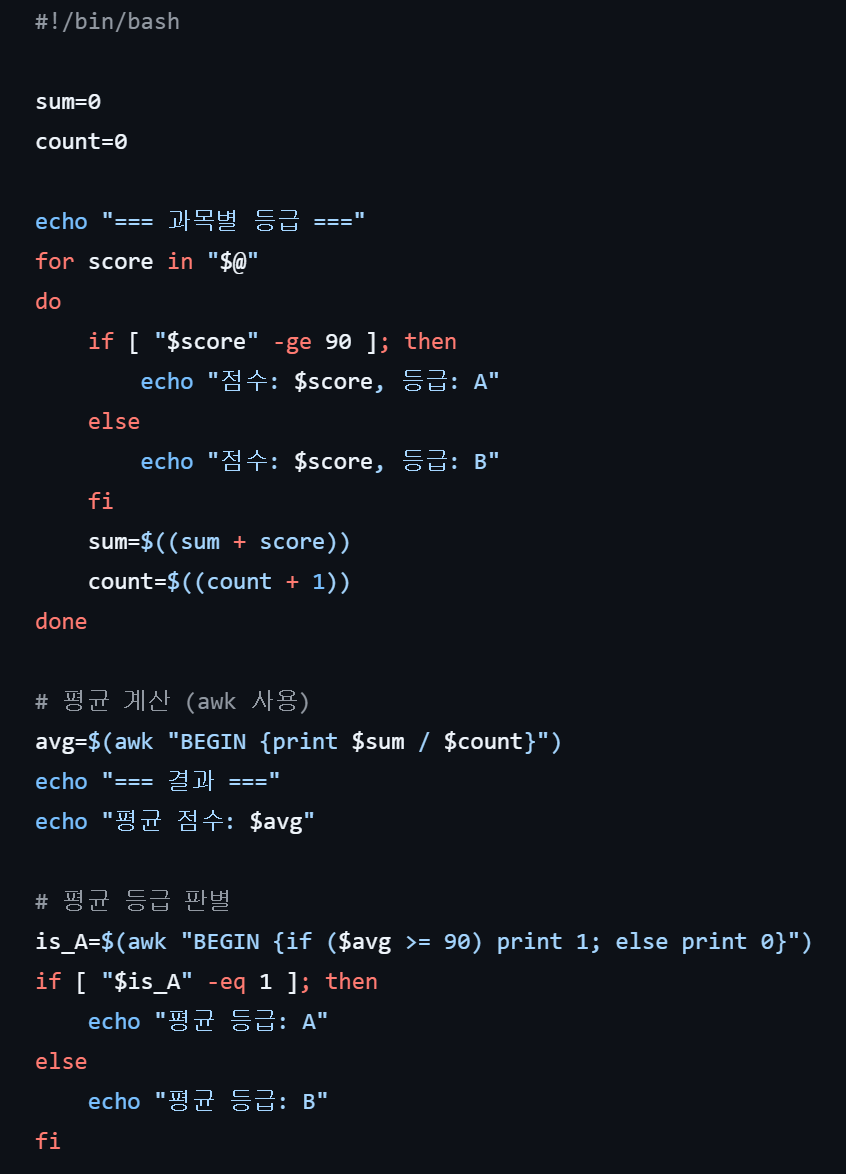 #!/bin/bash
sum=0
count=0
echo "=== 과목별 등급 ==="
for score in "$@"
do
    if [ "$score" -ge 90 ]; then
        echo "점수: $score, 등급: A"
    else
        echo "점수: $score, 등급: B"
    fi
    sum=$((sum + score))
    count=$((count + 1))
done
# 평균 계산 (awk 사용)
avg=$(awk "BEGIN {print $sum / $count}")
echo "=== 결과 ==="
echo "평균 점수: $avg"
# 평균 등급 판별
is_A=$(awk "BEGIN {if ($avg >= 90) print 1; else print 0}")
if [ "$is_A" -eq 1 ]; then
    echo "평균 등급: A"
else
    echo "평균 등급: B"
fi